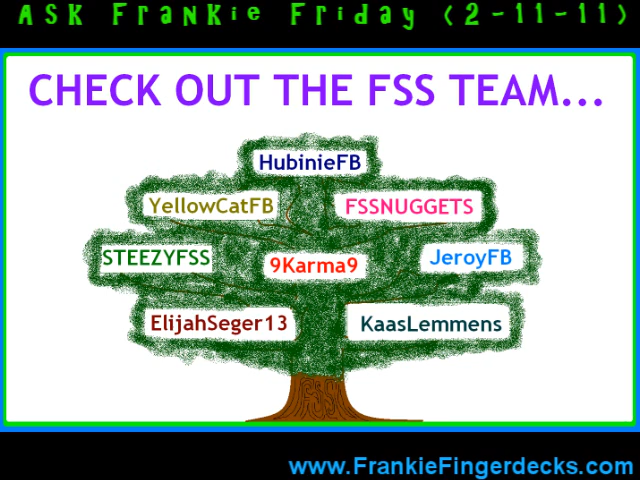 ASK FRANKIE FRIDAY (2-11-11)
CHECK OUT THE FSS TEAM...
HubinieFB
YellowCatFB FSSNUGGETS
STEEZYFSS 9Karma9 JeroyFB
ElijahSeger13 KaasLemmens
FSS
www.FrankieFingerdecks.com